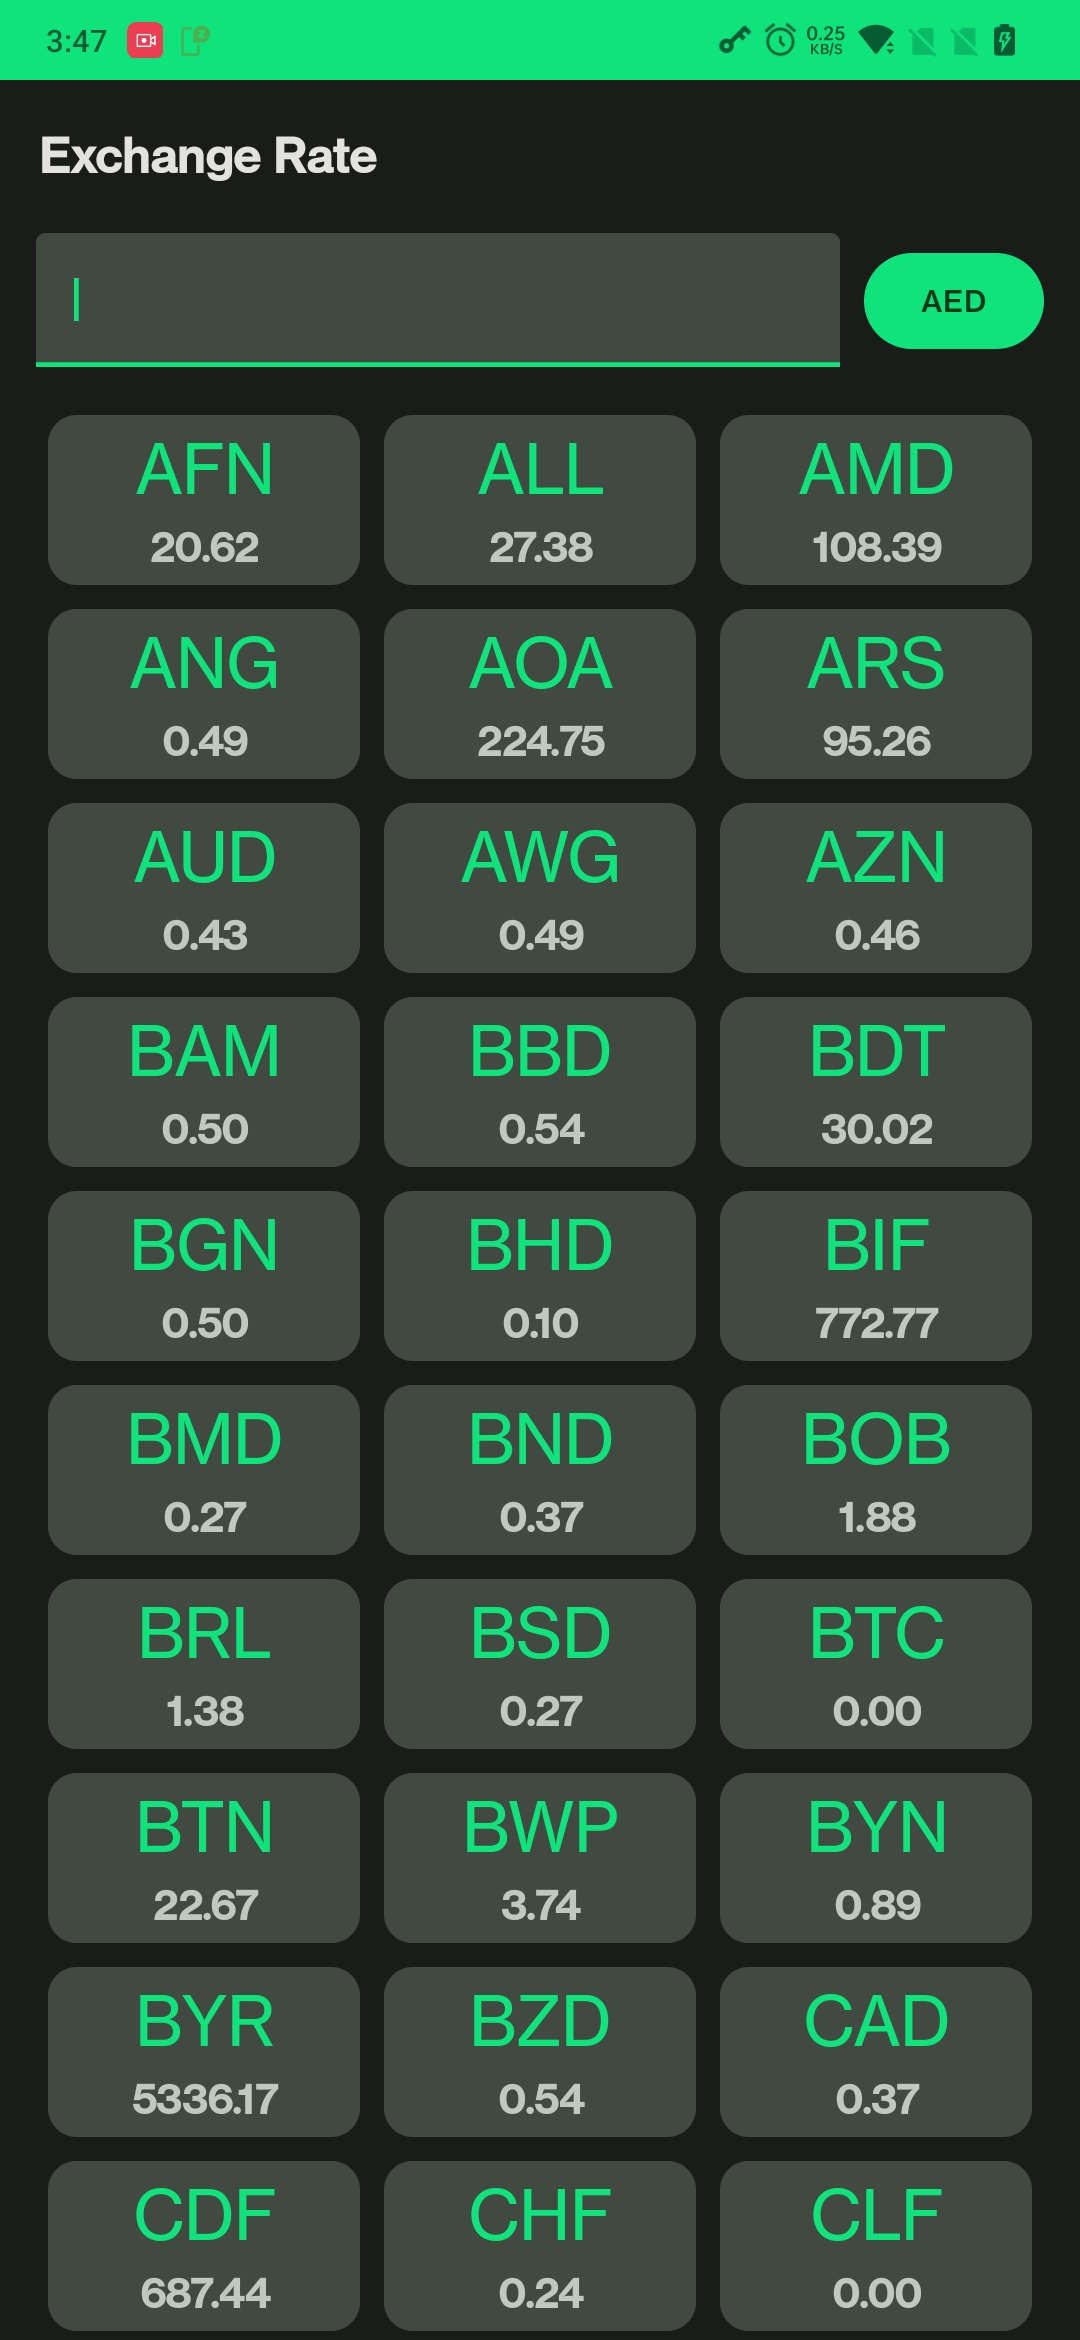 3:47
2
0.25
KB/S
Exchange Rate
AED
AFN
ALL
AMD
20.62
27.38
108.39
ANG
AOA
ARS
0.49
224.75
95.26
AUD
AWG
AZN
0.43
0.49
0.46
BAM
BBD
BDT
0.50
0.54
30.02
BGN
BHD
BIF
0.50
0.10
772.77
BMD
BND
BOB
0.27
0.37
1.88
BRL
BSD
BTC
1.38
0.27
0.00
BTN
BWP
BYN
22.67
3.74
0.89
BYR
BZD
CAD
5336.17
0.54
0.37
CDF
CHF
CLF
687.44
0.24
0.00